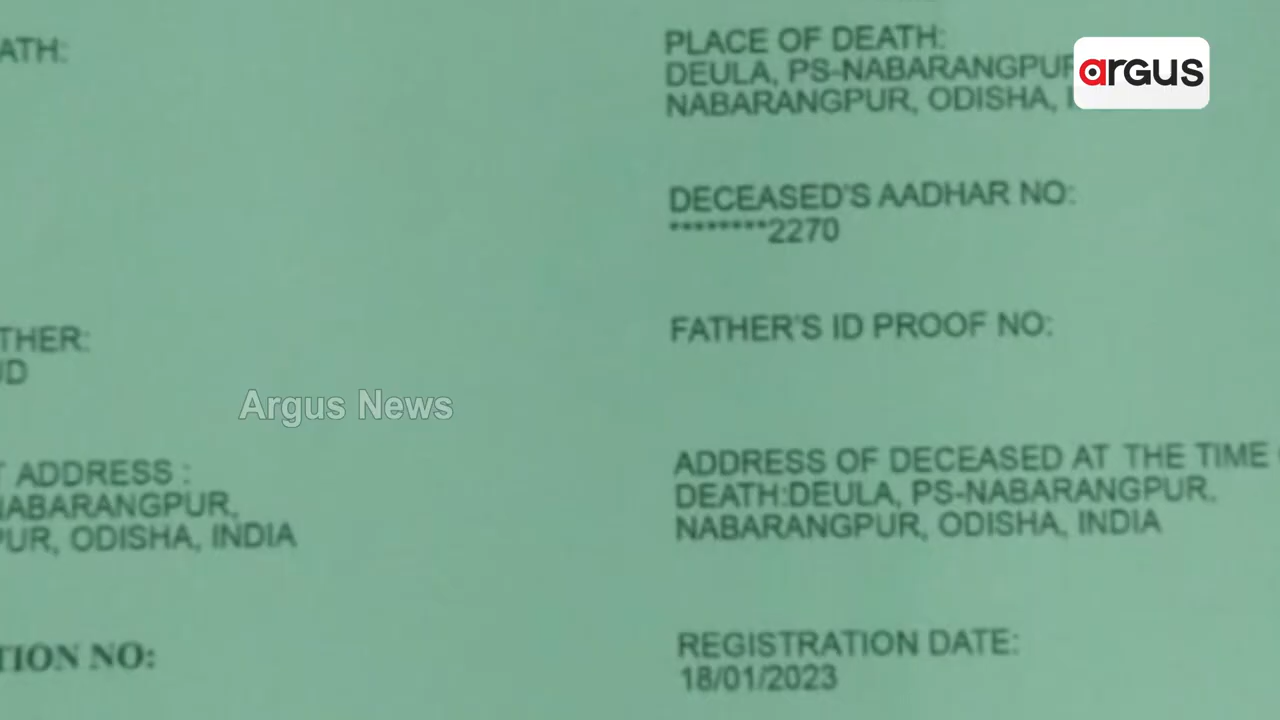 ATH:
PLACE OF DEATH:
DEULA, PS-NABARANGPUR
NABARANGPUR, ODISHA,
argus
DECEASED'S AADHAR NO:
********2270
THER:
UD
FATHER'S ID PROOF NO:
Argus News
T ADDRESS :
NABARANGPUR,
PUR, ODISHA, INDIA
ADDRESS OF DECEASED AT THE TIME
DEATH:DEULA, PS-NABARANGPUR,
NABARANGPUR, ODISHA, INDIA
TION NO:
REGISTRATION DATE:
18/01/2023